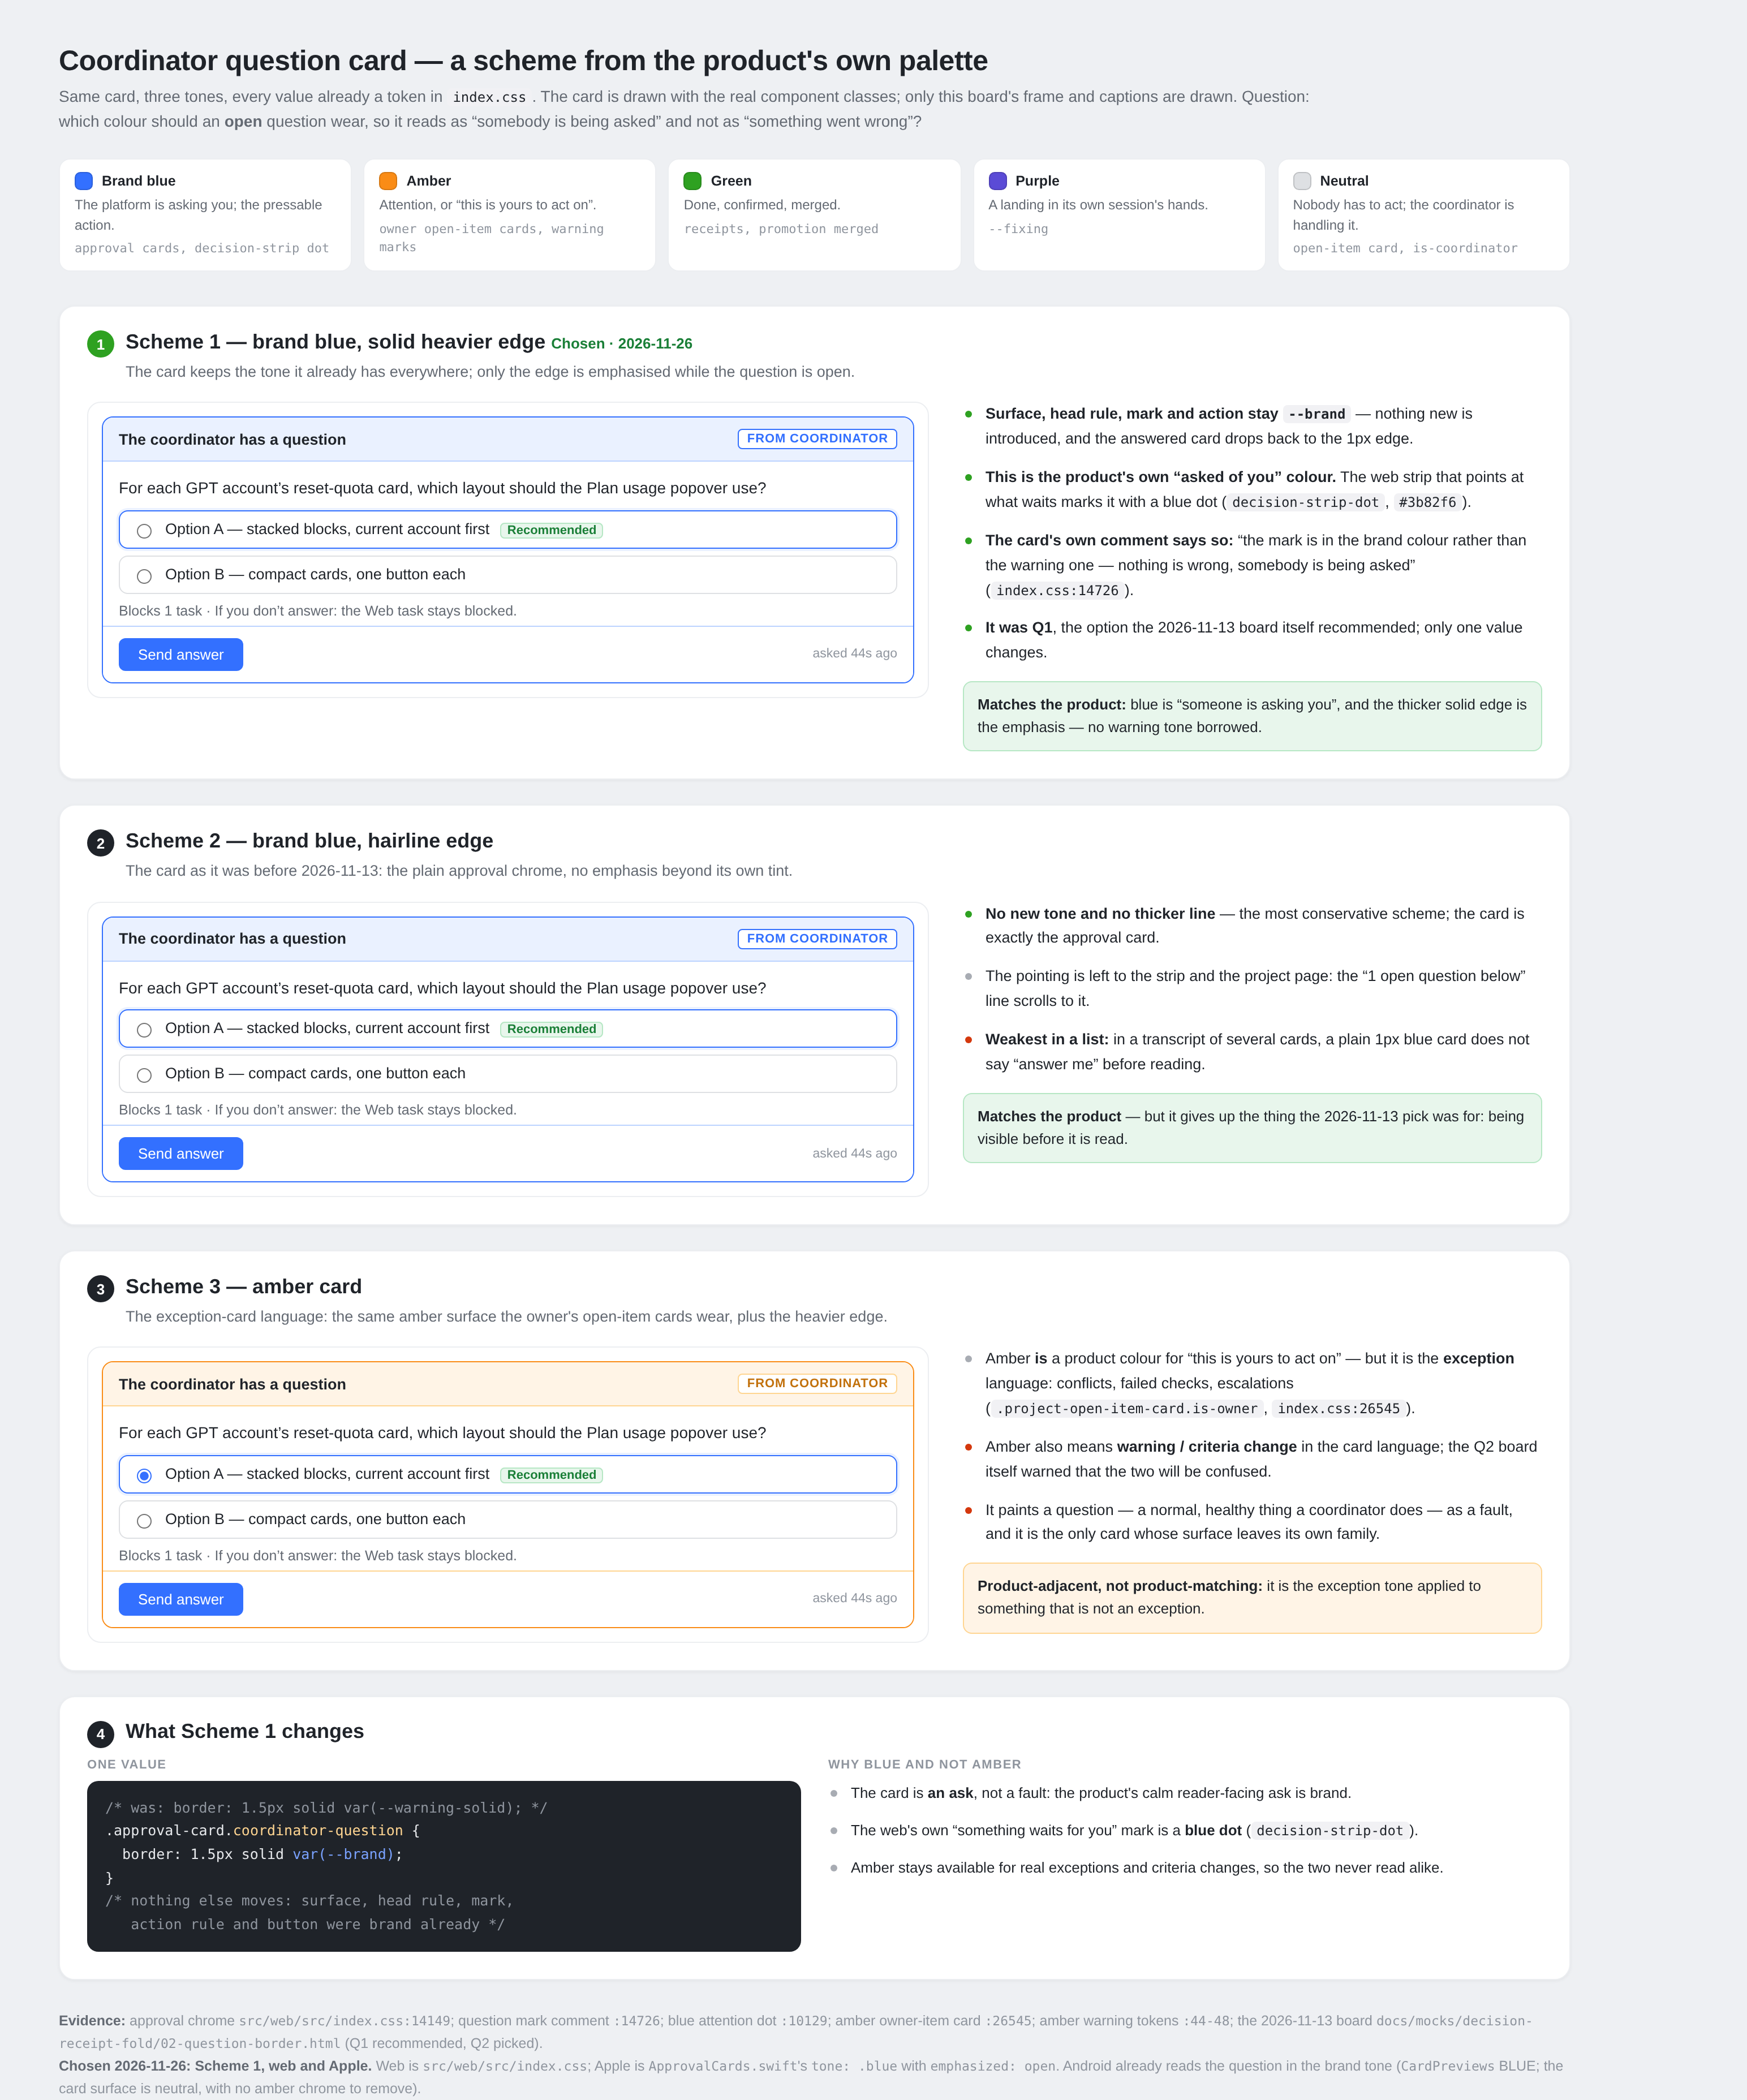 Coordinator question card — a scheme from the product's own palette
Same card, three tones, every value already a token in index.css . The card is drawn with the real component classes; only this board's frame and captions are drawn. Question:
which colour should an open question wear, so it reads as “somebody is being asked” and not as “something went wrong”?
Brand blue
The platform is asking you; the pressable
action.
approval cards, decision-strip dot
Amber
Attention, or “this is yours to act on”.
owner open-item cards, warning
marks
Green
Done, confirmed, merged.
receipts, promotion merged
Purple
A landing in its own session's hands.
--fixing
Neutral
Nobody has to act; the coordinator is
handling it.
open-item card, is-coordinator
1 Scheme 1 — brand blue, solid heavier edge Chosen · 2026-11-26
The card keeps the tone it already has everywhere; only the edge is emphasised while the question is open.
The coordinator has a question FROM COORDINATOR
For each GPT account’s reset-quota card, which layout should the Plan usage popover use?
Option A — stacked blocks, current account first Recommended
Option B — compact cards, one button each
Blocks 1 task · If you don’t answer: the Web task stays blocked.
Send answer asked 44s ago
Surface, head rule, mark and action stay --brand — nothing new is
introduced, and the answered card drops back to the 1px edge.
This is the product's own “asked of you” colour. The web strip that points at
what waits marks it with a blue dot ( decision-strip-dot , #3b82f6 ).
The card's own comment says so: “the mark is in the brand colour rather than
the warning one — nothing is wrong, somebody is being asked”
( index.css:14726 ).
It was Q1, the option the 2026-11-13 board itself recommended; only one value
changes.
Matches the product: blue is “someone is asking you”, and the thicker solid edge is
the emphasis — no warning tone borrowed.
2 Scheme 2 — brand blue, hairline edge
The card as it was before 2026-11-13: the plain approval chrome, no emphasis beyond its own tint.
The coordinator has a question FROM COORDINATOR
For each GPT account’s reset-quota card, which layout should the Plan usage popover use?
Option A — stacked blocks, current account first Recommended
Option B — compact cards, one button each
Blocks 1 task · If you don’t answer: the Web task stays blocked.
Send answer asked 44s ago
No new tone and no thicker line — the most conservative scheme; the card is
exactly the approval card.
The pointing is left to the strip and the project page: the “1 open question below”
line scrolls to it.
Weakest in a list: in a transcript of several cards, a plain 1px blue card does not
say “answer me” before reading.
Matches the product — but it gives up the thing the 2026-11-13 pick was for: being
visible before it is read.
3 Scheme 3 — amber card
The exception-card language: the same amber surface the owner's open-item cards wear, plus the heavier edge.
The coordinator has a question FROM COORDINATOR
For each GPT account’s reset-quota card, which layout should the Plan usage popover use?
Option A — stacked blocks, current account first Recommended
Option B — compact cards, one button each
Blocks 1 task · If you don’t answer: the Web task stays blocked.
Send answer asked 44s ago
Amber is a product colour for “this is yours to act on” — but it is the exception
language: conflicts, failed checks, escalations
( .project-open-item-card.is-owner , index.css:26545 ).
Amber also means warning / criteria change in the card language; the Q2 board
itself warned that the two will be confused.
It paints a question — a normal, healthy thing a coordinator does — as a fault,
and it is the only card whose surface leaves its own family.
Product-adjacent, not product-matching: it is the exception tone applied to
something that is not an exception.
4 What Scheme 1 changes
ONE VALUE
/* was: border: 1.5px solid var(--warning-solid); */
.approval-card.coordinator-question {
border: 1.5px solid var(--brand);
}
/* nothing else moves: surface, head rule, mark,
action rule and button were brand already */
WHY BLUE AND NOT AMBER
The card is an ask, not a fault: the product's calm reader-facing ask is brand.
The web's own “something waits for you” mark is a blue dot ( decision-strip-dot ).
Amber stays available for real exceptions and criteria changes, so the two never read alike.
Evidence: approval chrome src/web/src/index.css:14149; question mark comment :14726; blue attention dot :10129; amber owner-item card :26545; amber warning tokens :44-48; the 2026-11-13 board docs/mocks/decision-
receipt-fold/02-question-border.html (Q1 recommended, Q2 picked).
Chosen 2026-11-26: Scheme 1, web and Apple. Web is src/web/src/index.css; Apple is ApprovalCards.swift's tone: .blue with emphasized: open. Android already reads the question in the brand tone (CardPreviews BLUE; the
card surface is neutral, with no amber chrome to remove).